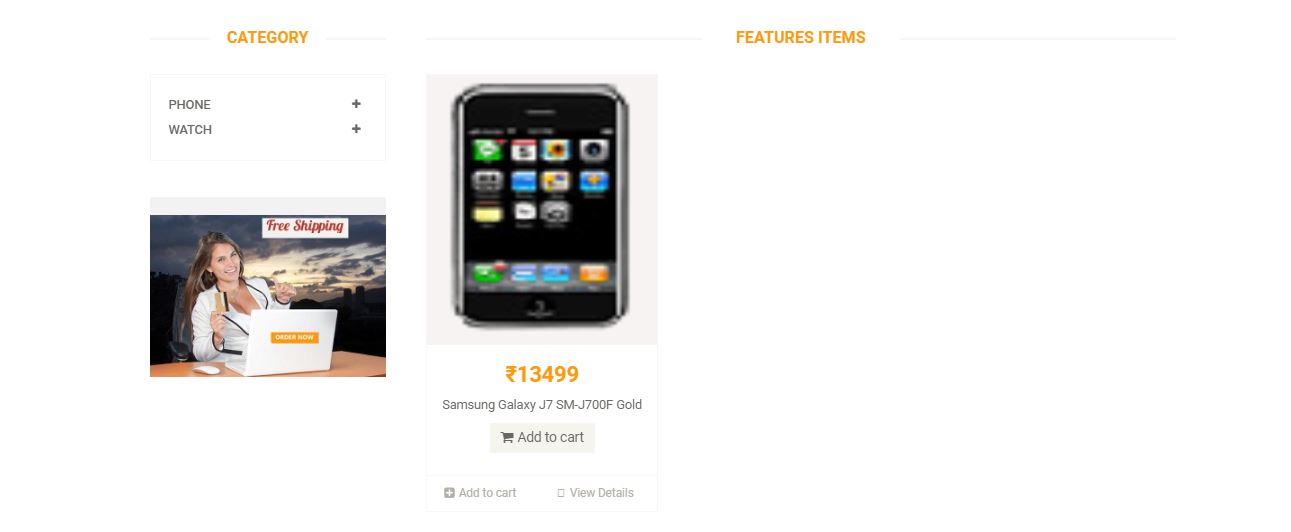 CATEGORY
FEATURES ITEMS
PHONE
WATCH
Free Shipping
ORDER NOW
₹13499
Samsung Galaxy J7 SM-J700F Gold
Add to cart
Add to cart
View Details